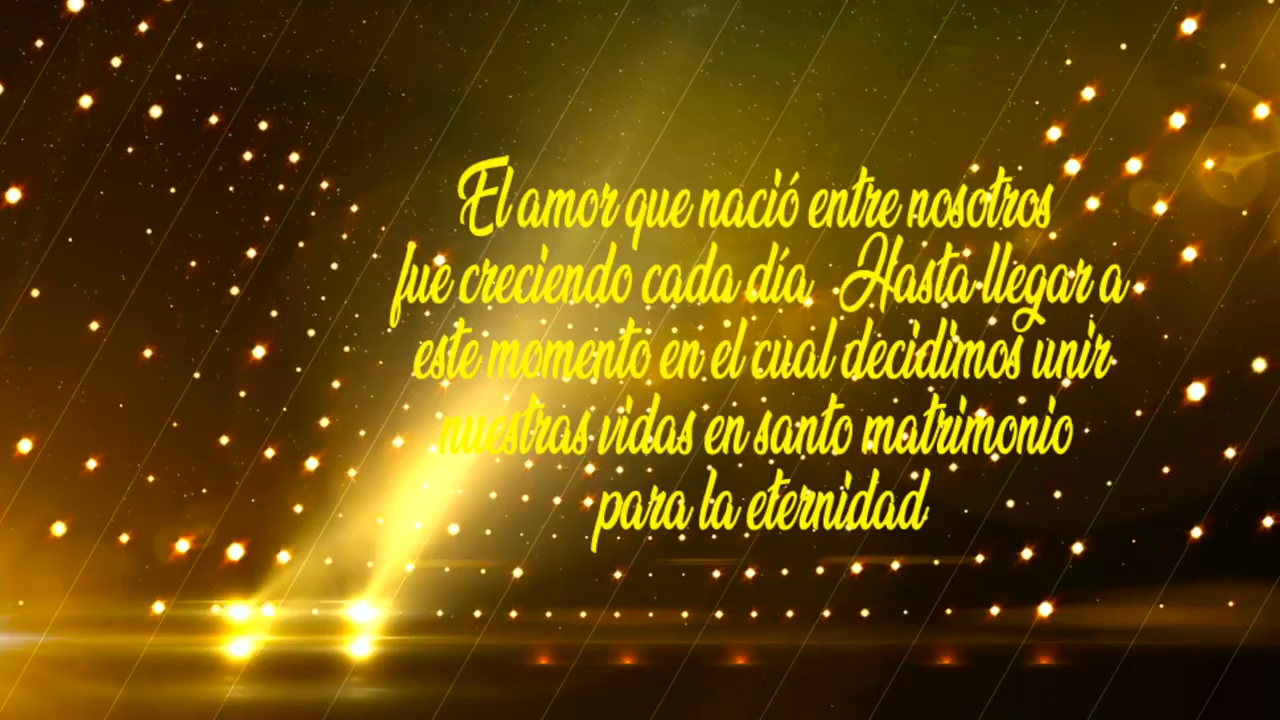 El amor que nació entre nosotros
fue creciendo cada día, Hasta llegar a
este momento en el cual decidimos unir
nuestras vidas en santo matrimonio
para la eternidad